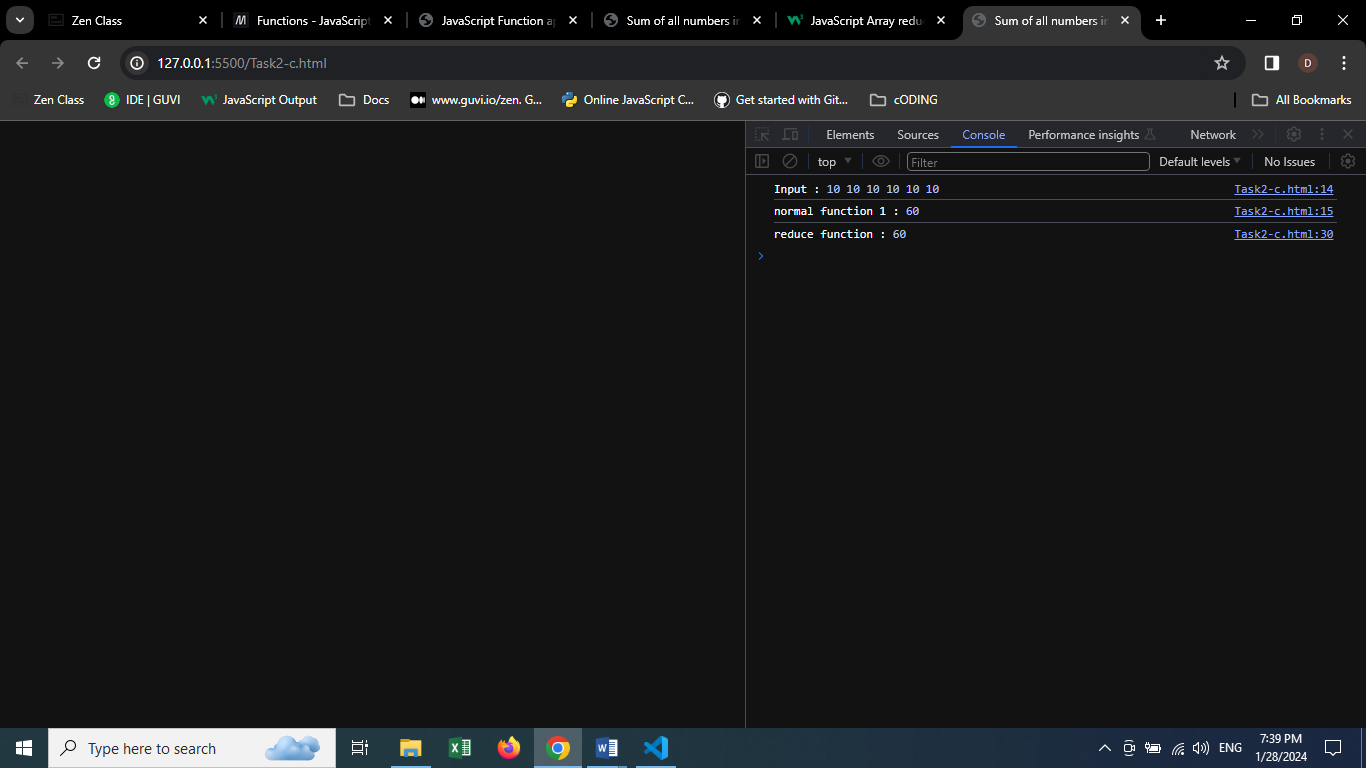 Zen Class
Functions - JavaScript
JavaScript Function ap
Sum of all numbers in
JavaScript Array redu
Sum of all numbers in
127.0.0.1:5500/Task2-c.html
D
Zen Class
IDE | GUVI
JavaScript Output
Docs
www.guvi.io/zen. G...
Online JavaScript C...
Get started with Git...
cODING
All Bookmarks
Elements
Sources
Console
Performance insights
Network
top
Filter
Default levels
No Issues
Input : 10 10 10 10 10 10 Task2-c.html:14
normal function 1 : 60 Task2-c.html:15
reduce function : 60 Task2-c.html:30
Type here to search
ENG
7:39 PM
1/28/2024